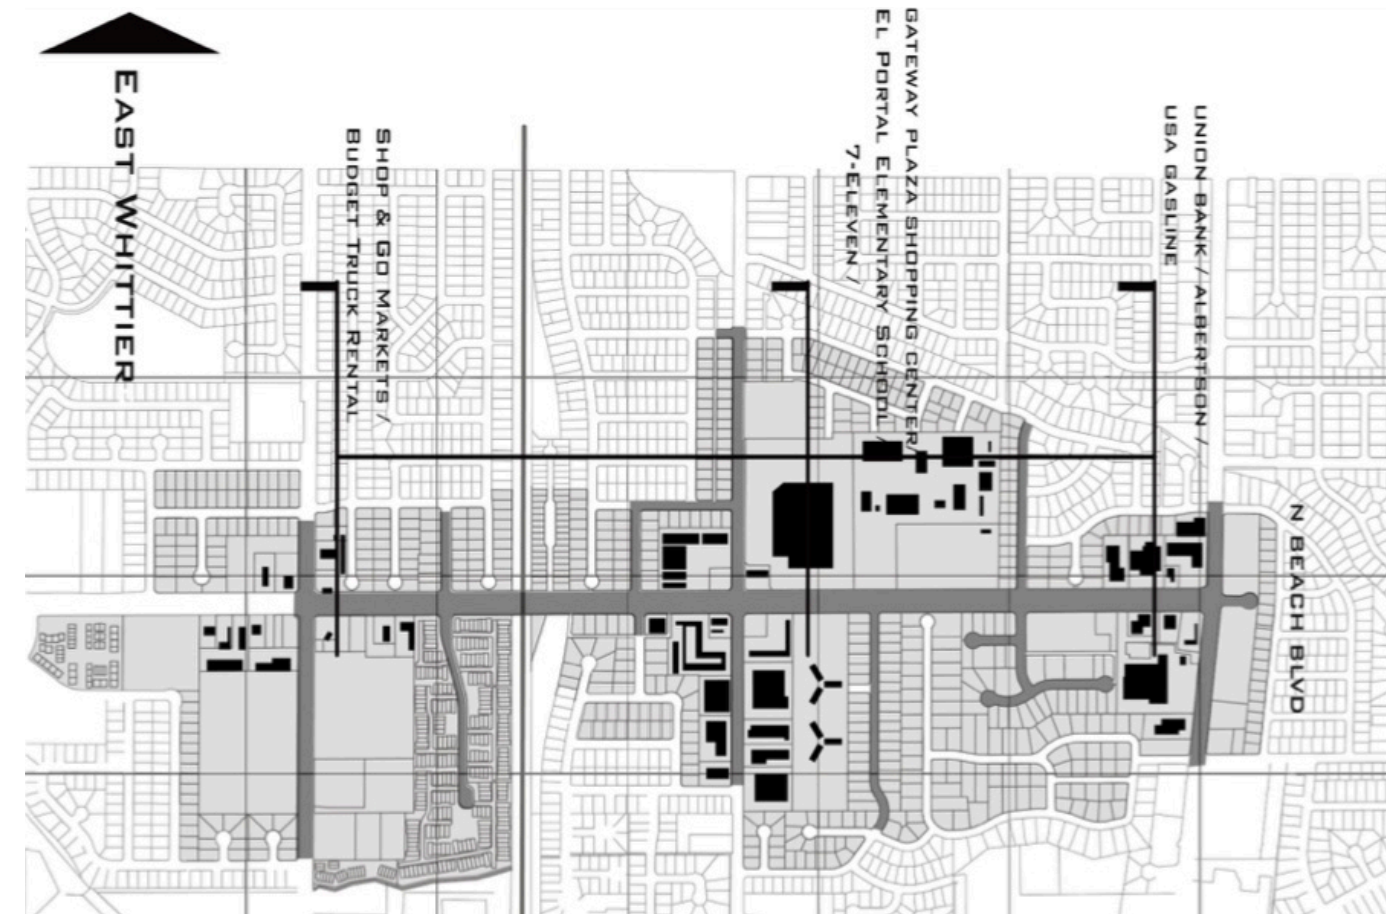 EAST WHITTIER
SHOP & GO MARKETS /
BUDGET TRUCK RENTAL
GATEWAY PLAZA SHOPPING CENTER/
EL PORTAL ELEMENTARY SCHOOL /
7-ELEVEN /
UNION BANK / ALBERTSON /
USA GASLINE
N BEACH BLVD